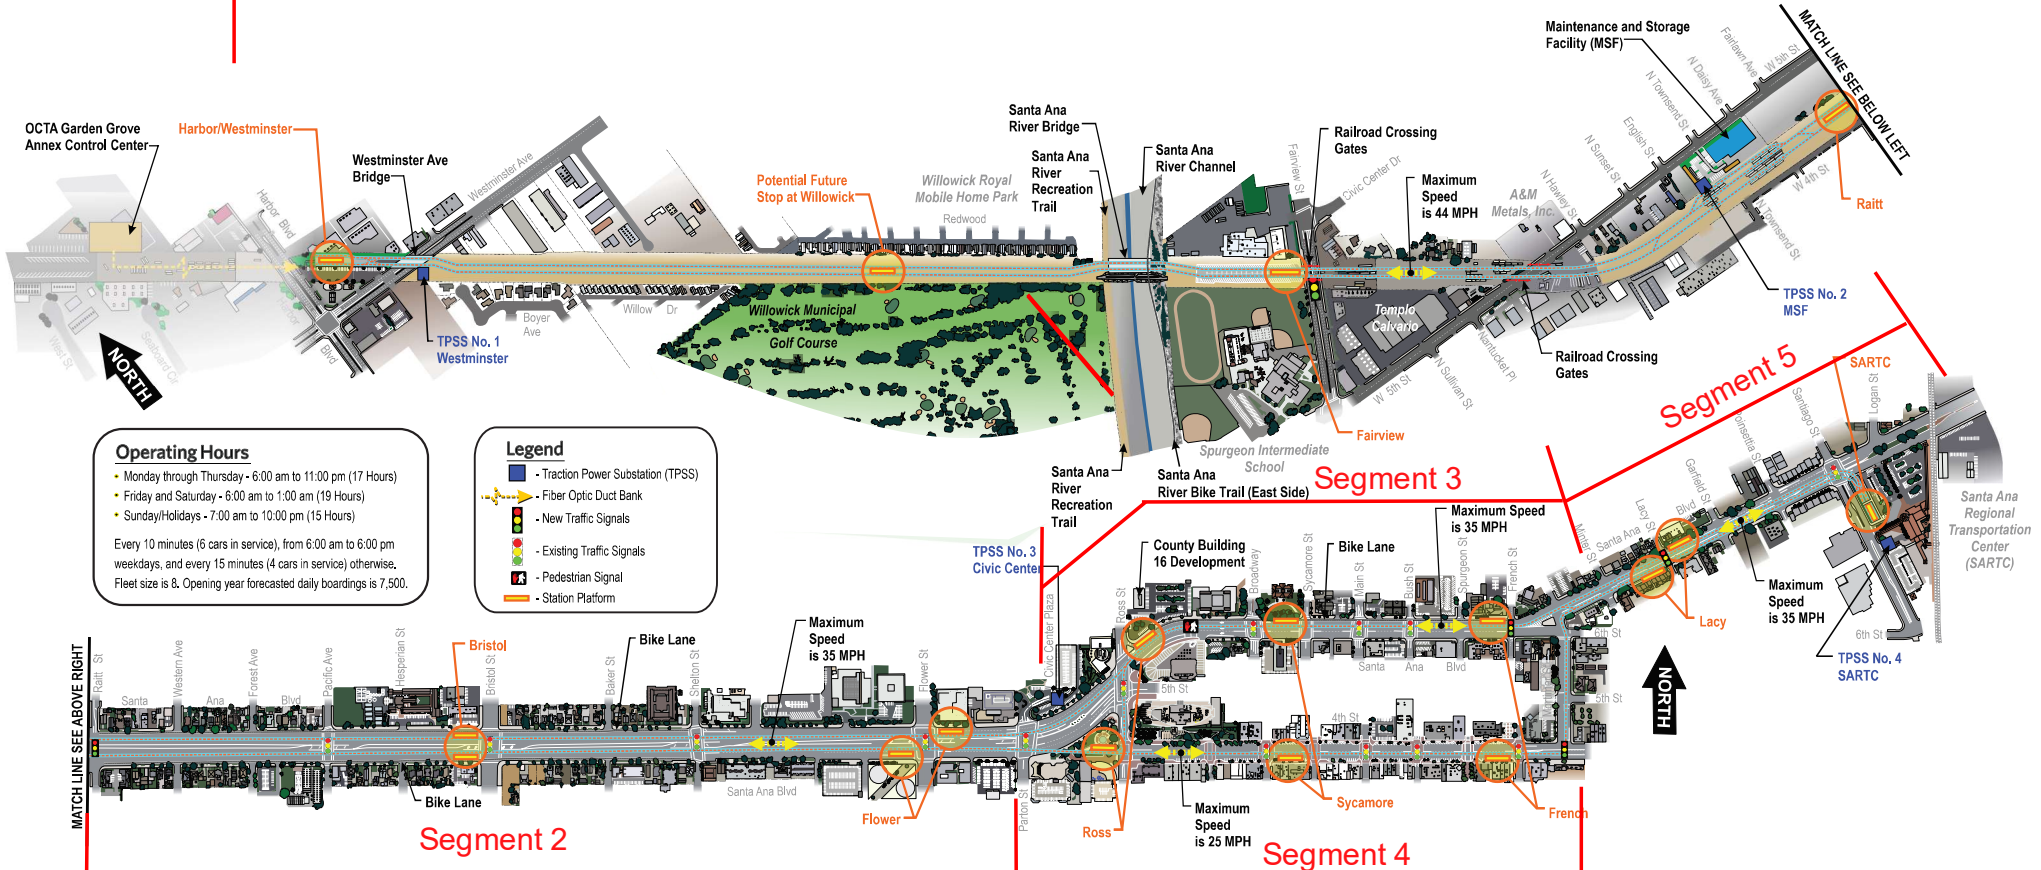 OCTA Garden Grove
Annex Control Center
Harbor/Westminster
Westminster Ave
Bridge
Westminster Ave
Harbor Blvd
Blvd
West St
Seaboard Cir
NORTH
TPSS No. 1
Westminster
Boyer
Ave
Willow Dr
Potential Future
Stop at Willowick
Willowick Royal
Mobile Home Park
Redwood
Willowick Municipal
Golf Course
Santa Ana
River Bridge
Santa Ana
River
Recreation
Trail
Santa Ana
River Channel
Santa Ana
River
Recreation
Trail
Santa Ana
River Bike Trail (East Side)
Spurgeon Intermediate
School
Fairview St
Railroad Crossing
Gates
Civic Center Dr
Maximum
Speed
is 44 MPH
Fairview
Templo
Calvario
W 5th St
N Sullivan St
Nantucket Pl
A&M
Metals, Inc.
N Hawley St
N Sunset St
English St
N Townsend St
N Daisy Ave
Fairlawn Ave
W 5th St
Maintenance and Storage
Facility (MSF)
MATCH LINE SEE BELOW LEFT
Raitt
W 4th St
N Townsend St
TPSS No. 2
MSF
Railroad Crossing
Gates
Segment 5
Segment 3
SARTC
Operating Hours
Monday through Thursday - 6:00 am to 11:00 pm (17 Hours)
Friday and Saturday - 6:00 am to 1:00 am (19 Hours)
Sunday/Holidays - 7:00 am to 10:00 pm (15 Hours)
Every 10 minutes (6 cars in service), from 6:00 am to 6:00 pm
weekdays, and every 15 minutes (4 cars in service) otherwise.
Fleet size is 8. Opening year forecasted daily boardings is 7,500.
Legend
- Traction Power Substation (TPSS)
- Fiber Optic Duct Bank
- New Traffic Signals
- Existing Traffic Signals
- Pedestrian Signal
- Station Platform
MATCH LINE SEE ABOVE RIGHT
Raitt St
Santa Ana Blvd
Western Ave
Forest Ave
Pacific Ave
Hesperian St
Bristol
Bristol St
Bike Lane
Baker St
Bike Lane
Shelton St
Maximum
Speed
is 35 MPH
Santa Ana Blvd
Flower St
Flower
Segment 2
Parton St
TPSS No. 3
Civic Center
Civic Center Plaza
County Building
16 Development
Ross St
5th St
Ross
Broadway
Sycamore St
Bike Lane
Main St
Bush St
Maximum Speed
is 35 MPH
Spurgeon St
French St
Santa Ana Blvd
4th St
Maximum
Speed
is 25 MPH
Sycamore
French
Segment 4
Minter St
6th St
5th St
Santa Ana Blvd
Lacy St
Lacy
Garfield St
Poinsettia St
Santiago St
Logan St
Maximum
Speed
is 35 MPH
NORTH
6th St
TPSS No. 4
SARTC
Santa Ana
Regional
Transportation
Center
(SARTC)